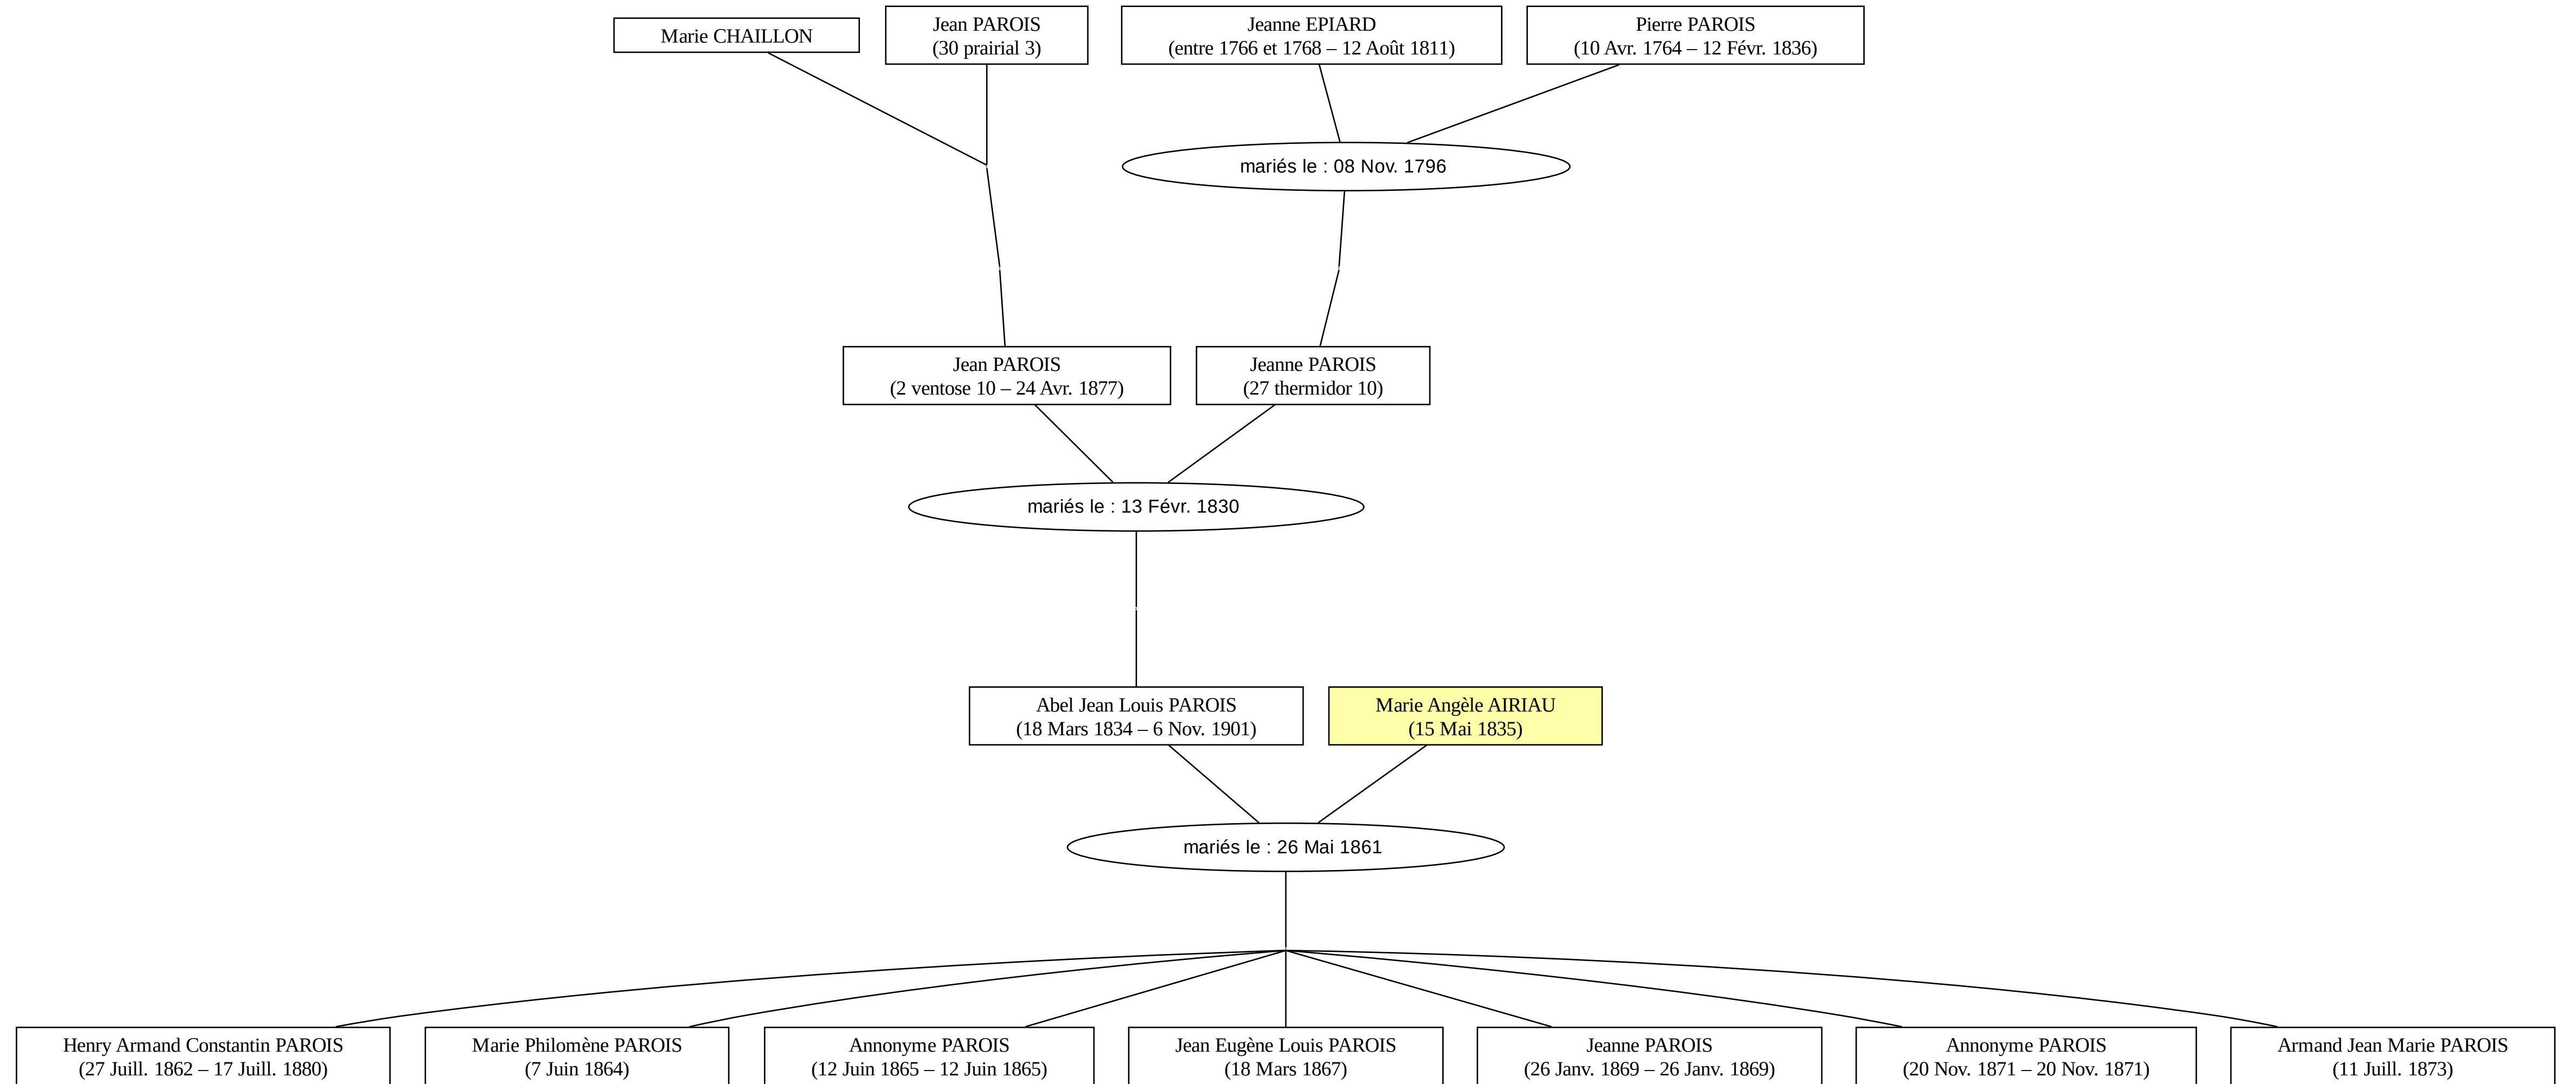 Marie CHAILLON
Jean PAROIS
(30 prairial 3)
Jeanne EPIARD
(entre 1766 et 1768 – 12 Août 1811)
Pierre PAROIS
(10 Avr. 1764 – 12 Févr. 1836)
mariés le : 08 Nov. 1796
Jean PAROIS
(2 ventose 10 – 24 Avr. 1877)
Jeanne PAROIS
(27 thermidor 10)
mariés le : 13 Févr. 1830
Abel Jean Louis PAROIS
(18 Mars 1834 – 6 Nov. 1901)
Marie Angèle AIRIAU
(15 Mai 1835)
mariés le : 26 Mai 1861
Henry Armand Constantin PAROIS
(27 Juill. 1862 – 17 Juill. 1880)
Marie Philomène PAROIS
(7 Juin 1864)
Annonyme PAROIS
(12 Juin 1865 – 12 Juin 1865)
Jean Eugène Louis PAROIS
(18 Mars 1867)
Jeanne PAROIS
(26 Janv. 1869 – 26 Janv. 1869)
Annonyme PAROIS
(20 Nov. 1871 – 20 Nov. 1871)
Armand Jean Marie PAROIS
(11 Juill. 1873)